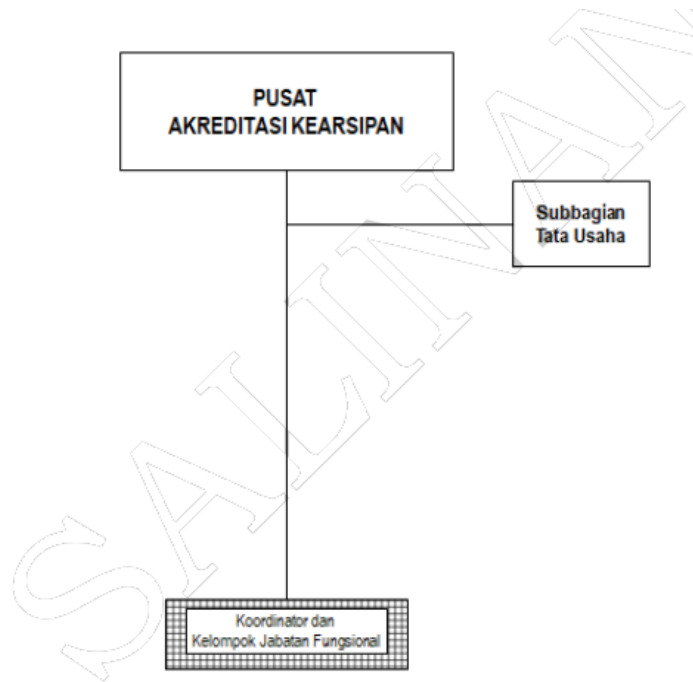 PUSAT
AKREDITASI KEARSIPAN
Subbagian
Tata Usaha
Koordinator dan
Kelompok Jabatan Fungsional
SALINAN